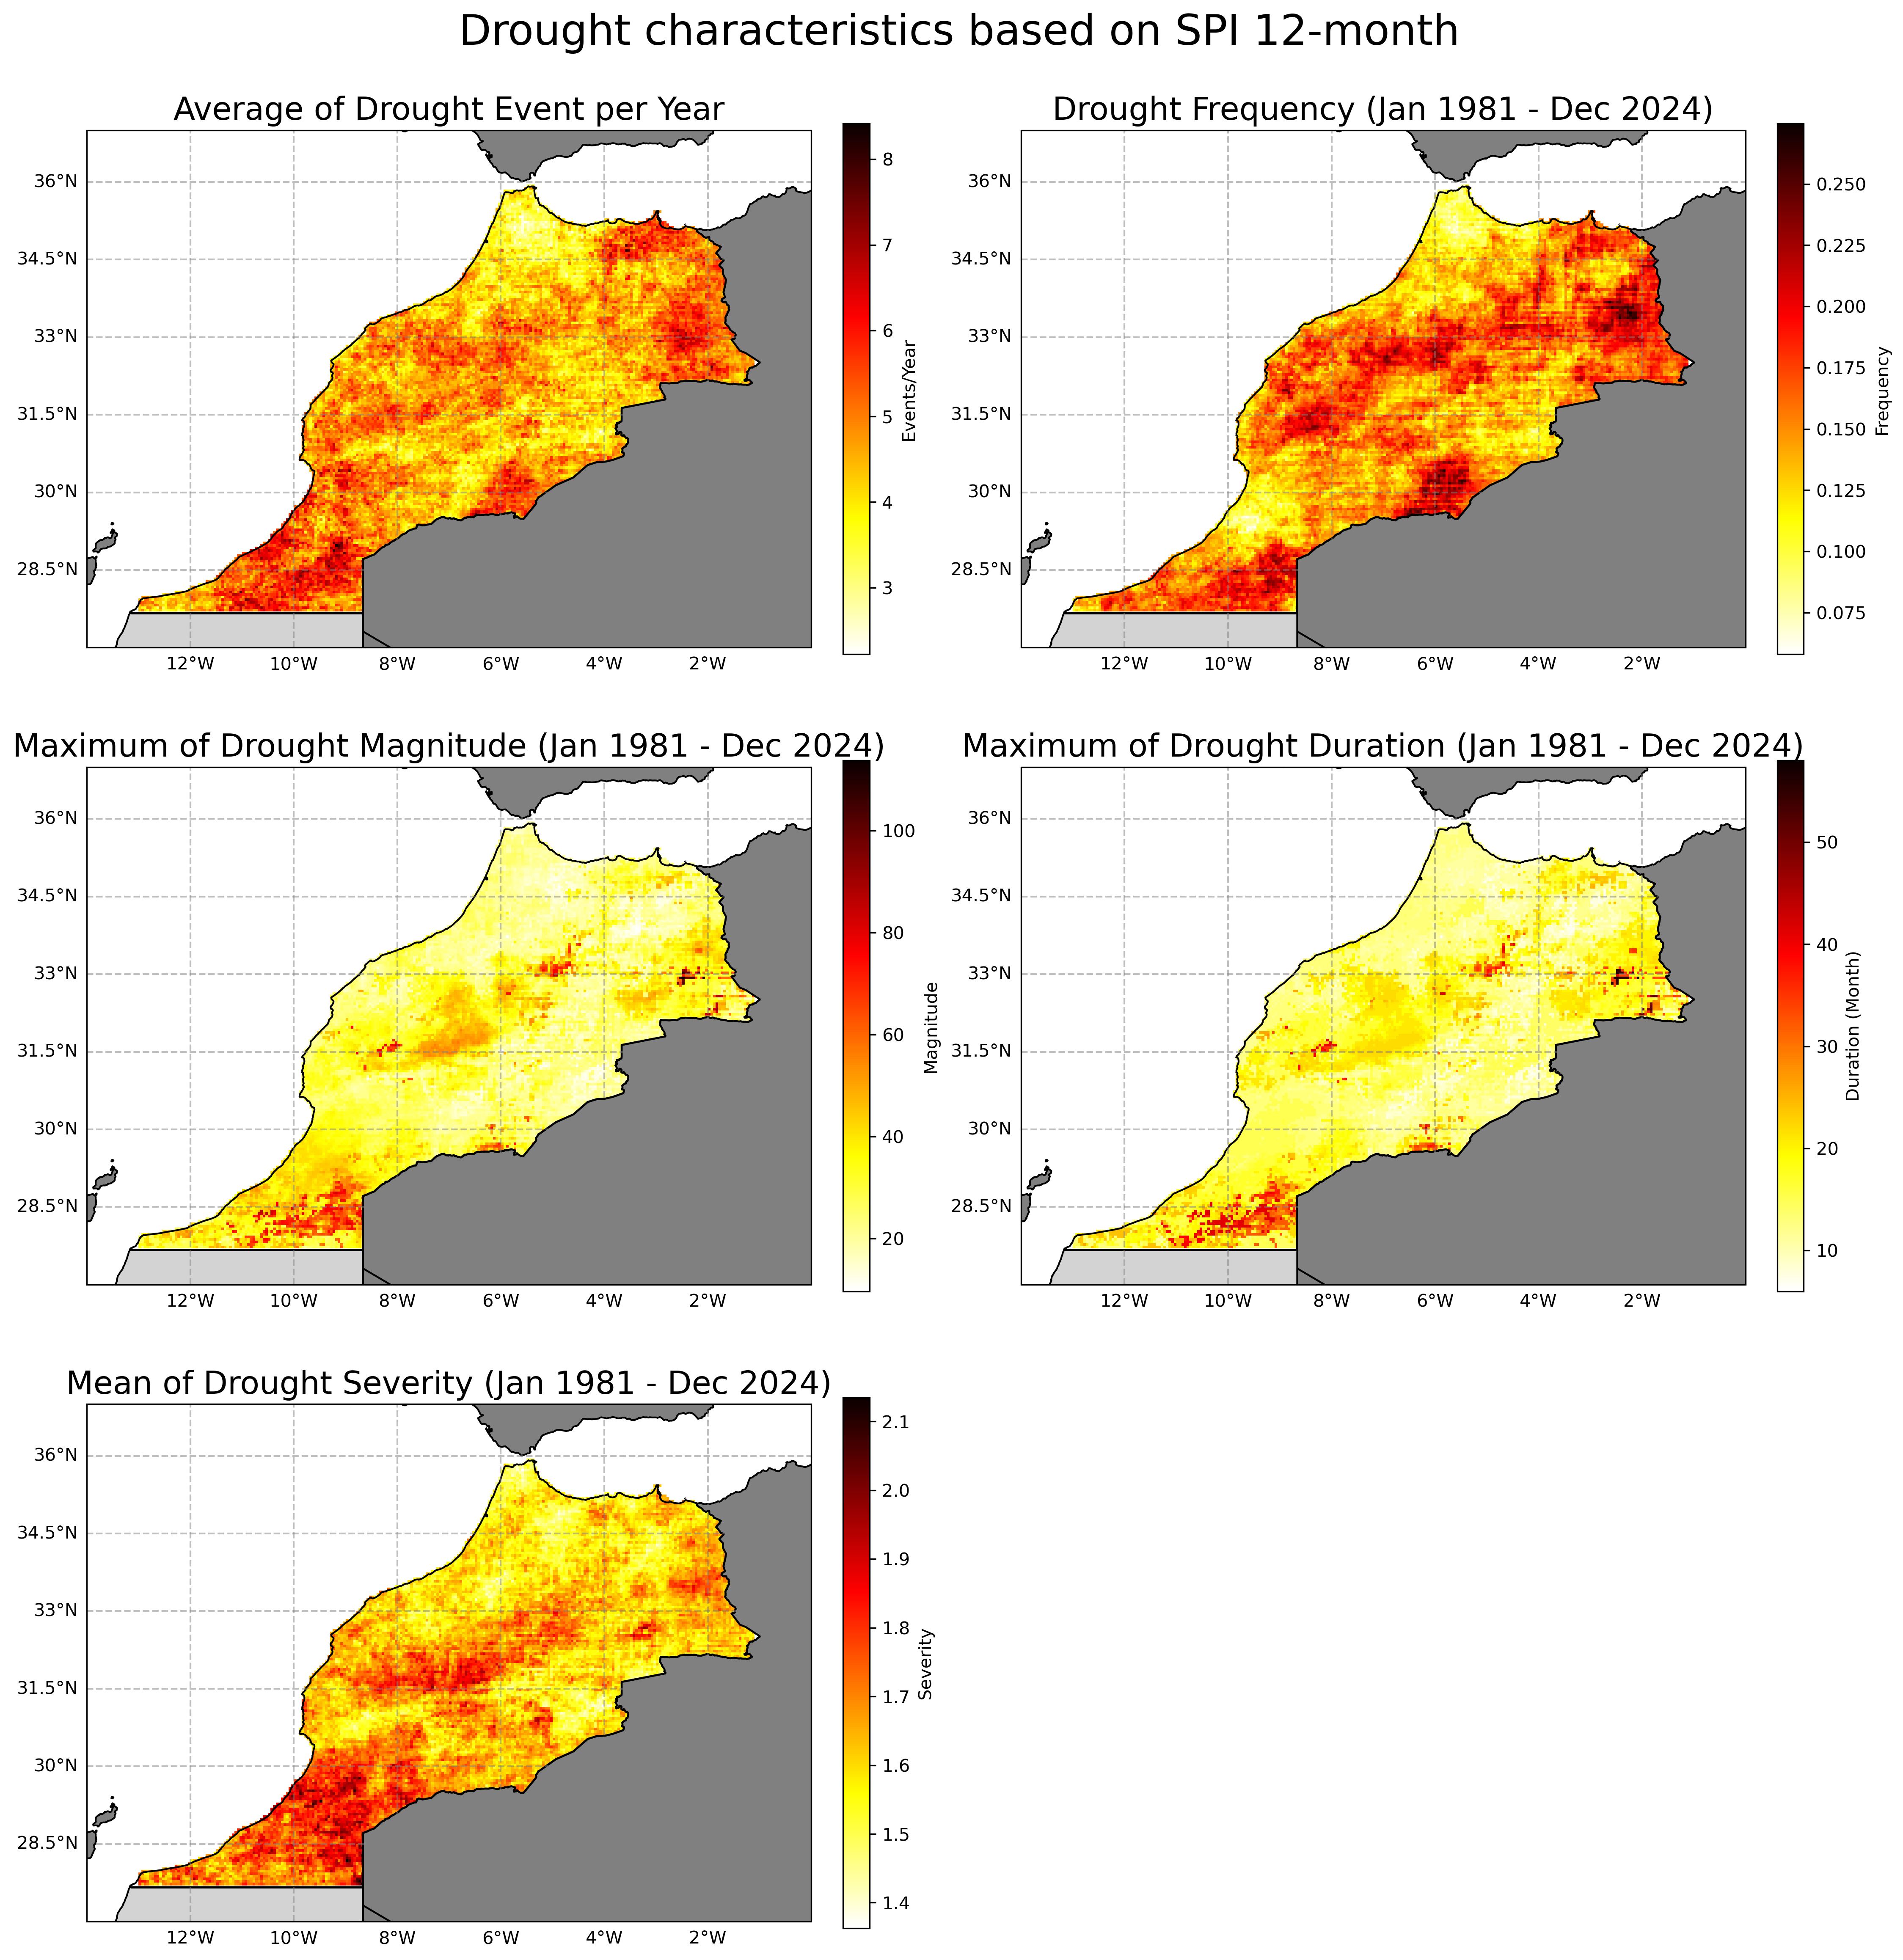 Drought characteristics based on SPI 12-month
Average of Drought Event per Year
36°N
34.5°N
33°N
31.5°N
30°N
28.5°N
12°W 10°W 8°W 6°W 4°W 2°W
8
7
6
5
4
3
Events/Year
Drought Frequency (Jan 1981 - Dec 2024)
36°N
34.5°N
33°N
31.5°N
30°N
28.5°N
12°W 10°W 8°W 6°W 4°W 2°W
0.250
0.225
0.200
0.175
0.150
0.125
0.100
0.075
Frequency
Maximum of Drought Magnitude (Jan 1981 - Dec 2024)
36°N
34.5°N
33°N
31.5°N
30°N
28.5°N
12°W 10°W 8°W 6°W 4°W 2°W
100
80
60
40
20
Magnitude
Maximum of Drought Duration (Jan 1981 - Dec 2024)
36°N
34.5°N
33°N
31.5°N
30°N
28.5°N
12°W 10°W 8°W 6°W 4°W 2°W
50
40
30
20
10
Duration (Month)
Mean of Drought Severity (Jan 1981 - Dec 2024)
36°N
34.5°N
33°N
31.5°N
30°N
28.5°N
12°W 10°W 8°W 6°W 4°W 2°W
2.1
2.0
1.9
1.8
1.7
1.6
1.5
1.4
Severity